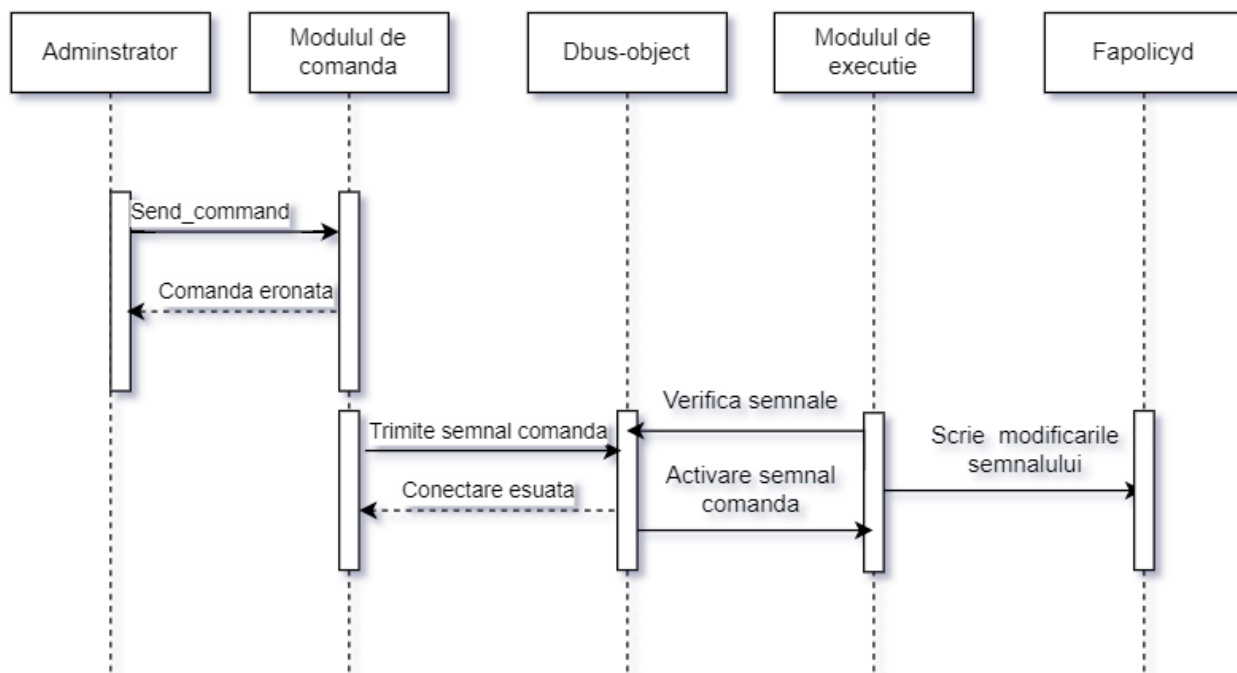 Adminstrator
Modulul de
comanda
Dbus-object
Modulul de
executie
Fapolicyd
Send_command
Comanda eronata
Verifica semnale
Trimite semnal comanda
Scrie  modificarile
semnalului
Conectare esuata
Activare semnal
comanda